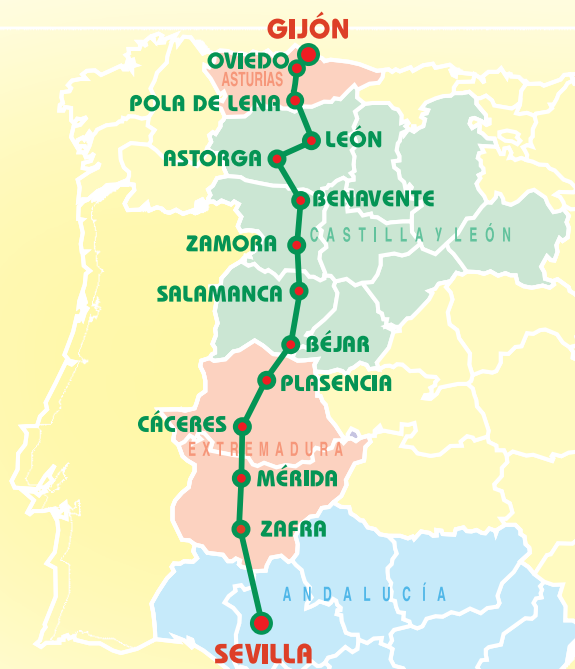 GIJÓN
OVIEDO
ASTURIAS
POLA DE LENA
LEÓN
ASTORGA
BENAVENTE
CASTILLA Y LEÓN
ZAMORA
SALAMANCA
BÉJAR
PLASENCIA
CÁCERES
EXTREMADURA
MÉRIDA
ZAFRA
ANDALUCÍA
SEVILLA